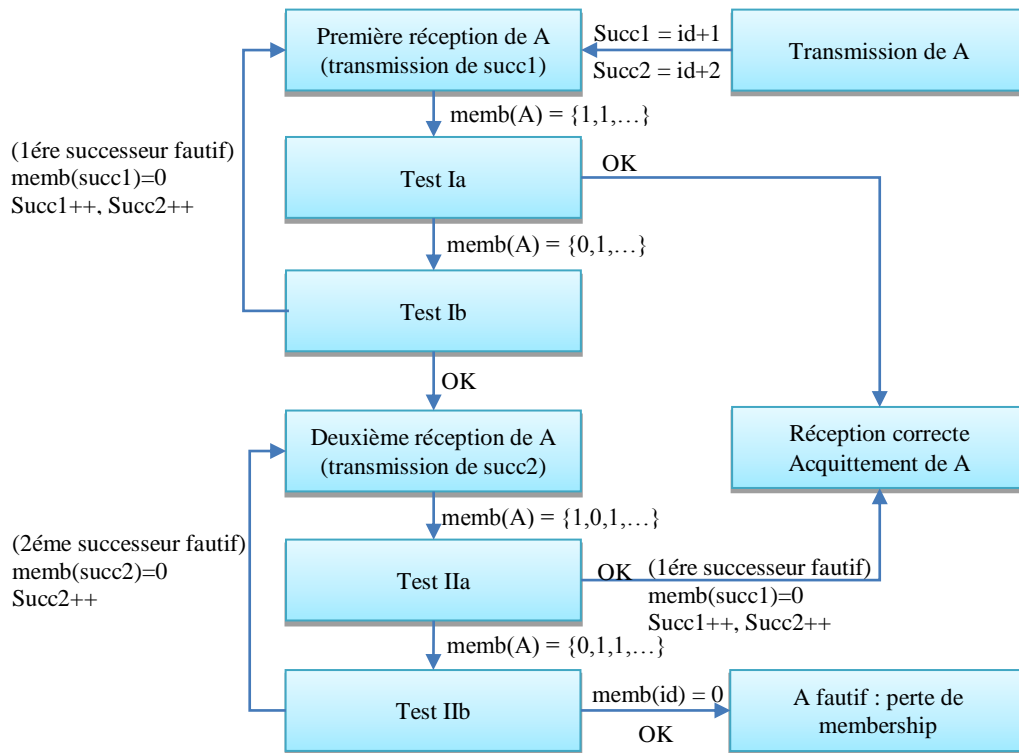 Première réception de A
(transmission de succ1)
Succ1 = id+1
Succ2 = id+2
Transmission de A
memb(A) = {1,1,…}
(1ére successeur fautif)
memb(succ1)=0
Succ1++, Succ2++
Test Ia
OK
memb(A) = {0,1,…}
Test Ib
OK
Deuxième réception de A
(transmission de succ2)
Réception correcte
Acquittement de A
memb(A) = {1,0,1,…}
(2éme successeur fautif)
memb(succ2)=0
Succ2++
Test IIa
OK
(1ére successeur fautif)
memb(succ1)=0
Succ1++, Succ2++
memb(A) = {0,1,1,…}
Test IIb
memb(id) = 0
OK
A fautif : perte de
membership